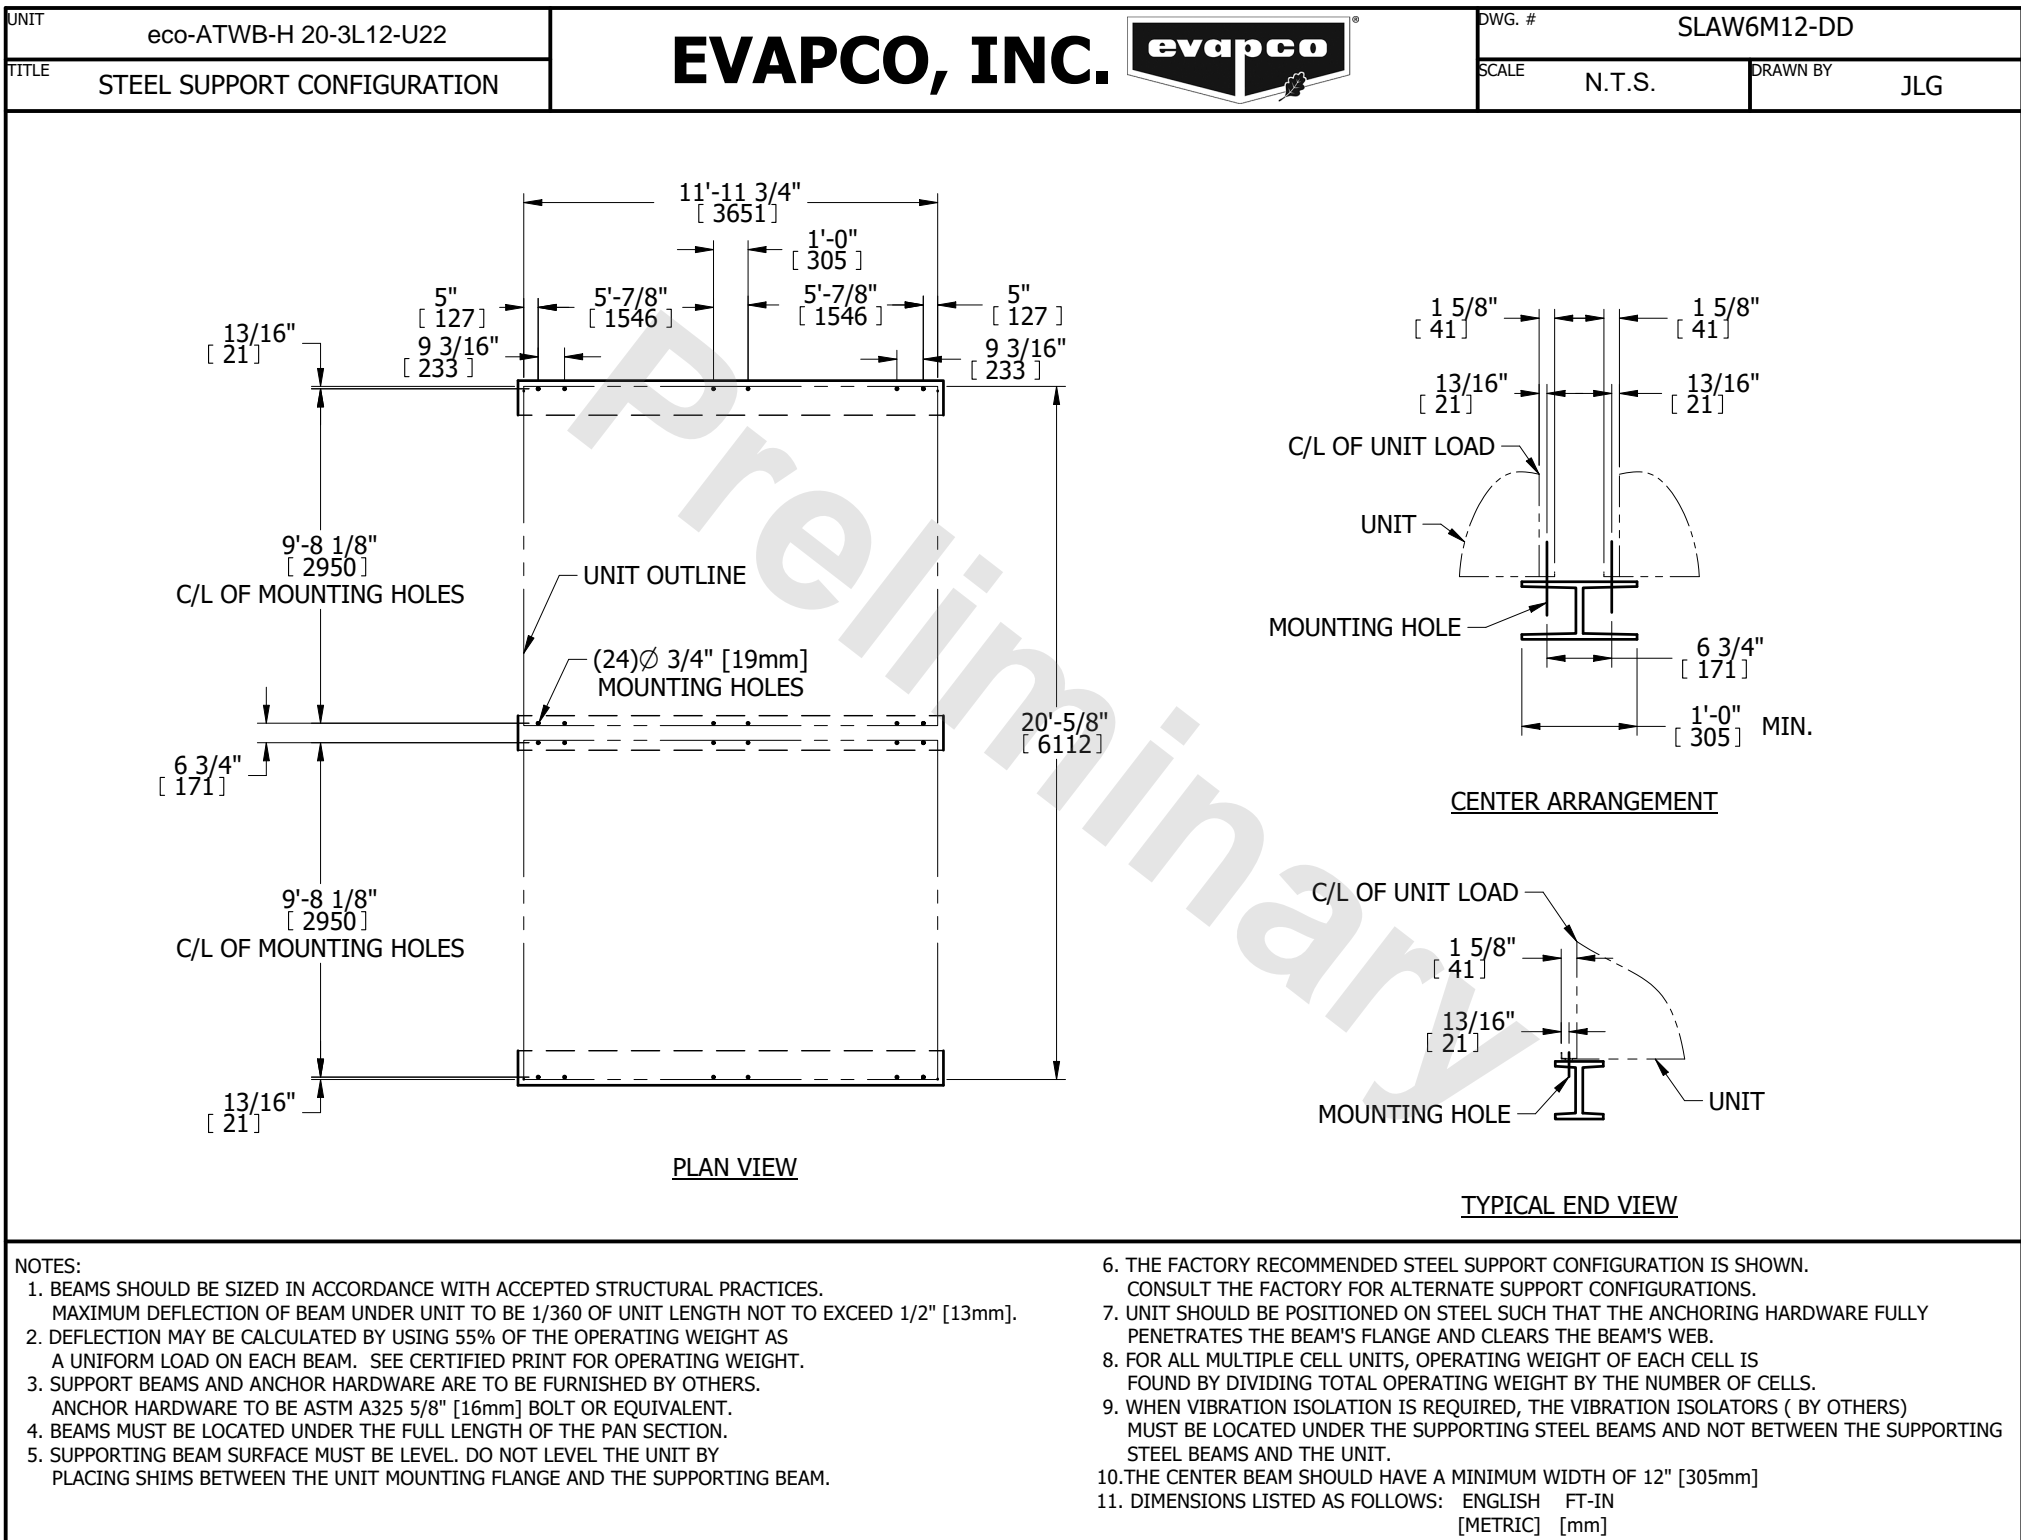 UNIT
eco-ATWB-H 20-3L12-U22
TITLE
STEEL SUPPORT CONFIGURATION
EVAPCO, INC.
evapco
®
DWG. #
SLAW6M12-DD
SCALE
N.T.S.
DRAWN BY
JLG
11'-11 3/4"
[ 3651]
1'-0"
[ 305 ]
5"
[ 127]
5'-7/8"
[ 1546 ]
5'-7/8"
[ 1546 ]
5"
[ 127 ]
13/16"
[ 21]
9 3/16"
[ 233 ]
9 3/16"
[ 233 ]
9'-8 1/8"
[ 2950]
C/L OF MOUNTING HOLES
UNIT OUTLINE
(24)Ø 3/4" [19mm]
MOUNTING HOLES
6 3/4"
[ 171]
20'-5/8"
[ 6112]
9'-8 1/8"
[ 2950]
C/L OF MOUNTING HOLES
13/16"
[ 21]
PLAN VIEW
1 5/8"
[ 41]
1 5/8"
[ 41]
13/16"
[ 21]
13/16"
[ 21]
C/L OF UNIT LOAD
UNIT
MOUNTING HOLE
6 3/4"
[ 171]
1'-0"
[ 305] MIN.
CENTER ARRANGEMENT
C/L OF UNIT LOAD
1 5/8"
[ 41]
13/16"
[ 21]
MOUNTING HOLE
UNIT
TYPICAL END VIEW
Preliminary
NOTES:
1. BEAMS SHOULD BE SIZED IN ACCORDANCE WITH ACCEPTED STRUCTURAL PRACTICES.
MAXIMUM DEFLECTION OF BEAM UNDER UNIT TO BE 1/360 OF UNIT LENGTH NOT TO EXCEED 1/2" [13mm].
2. DEFLECTION MAY BE CALCULATED BY USING 55% OF THE OPERATING WEIGHT AS
A UNIFORM LOAD ON EACH BEAM. SEE CERTIFIED PRINT FOR OPERATING WEIGHT.
3. SUPPORT BEAMS AND ANCHOR HARDWARE ARE TO BE FURNISHED BY OTHERS.
ANCHOR HARDWARE TO BE ASTM A325 5/8" [16mm] BOLT OR EQUIVALENT.
4. BEAMS MUST BE LOCATED UNDER THE FULL LENGTH OF THE PAN SECTION.
5. SUPPORTING BEAM SURFACE MUST BE LEVEL. DO NOT LEVEL THE UNIT BY
PLACING SHIMS BETWEEN THE UNIT MOUNTING FLANGE AND THE SUPPORTING BEAM.
6. THE FACTORY RECOMMENDED STEEL SUPPORT CONFIGURATION IS SHOWN.
CONSULT THE FACTORY FOR ALTERNATE SUPPORT CONFIGURATIONS.
7. UNIT SHOULD BE POSITIONED ON STEEL SUCH THAT THE ANCHORING HARDWARE FULLY
PENETRATES THE BEAM'S FLANGE AND CLEARS THE BEAM'S WEB.
8. FOR ALL MULTIPLE CELL UNITS, OPERATING WEIGHT OF EACH CELL IS
FOUND BY DIVIDING TOTAL OPERATING WEIGHT BY THE NUMBER OF CELLS.
9. WHEN VIBRATION ISOLATION IS REQUIRED, THE VIBRATION ISOLATORS ( BY OTHERS)
MUST BE LOCATED UNDER THE SUPPORTING STEEL BEAMS AND NOT BETWEEN THE SUPPORTING
STEEL BEAMS AND THE UNIT.
10.THE CENTER BEAM SHOULD HAVE A MINIMUM WIDTH OF 12" [305mm]
11. DIMENSIONS LISTED AS FOLLOWS: ENGLISH FT-IN
[METRIC] [mm]